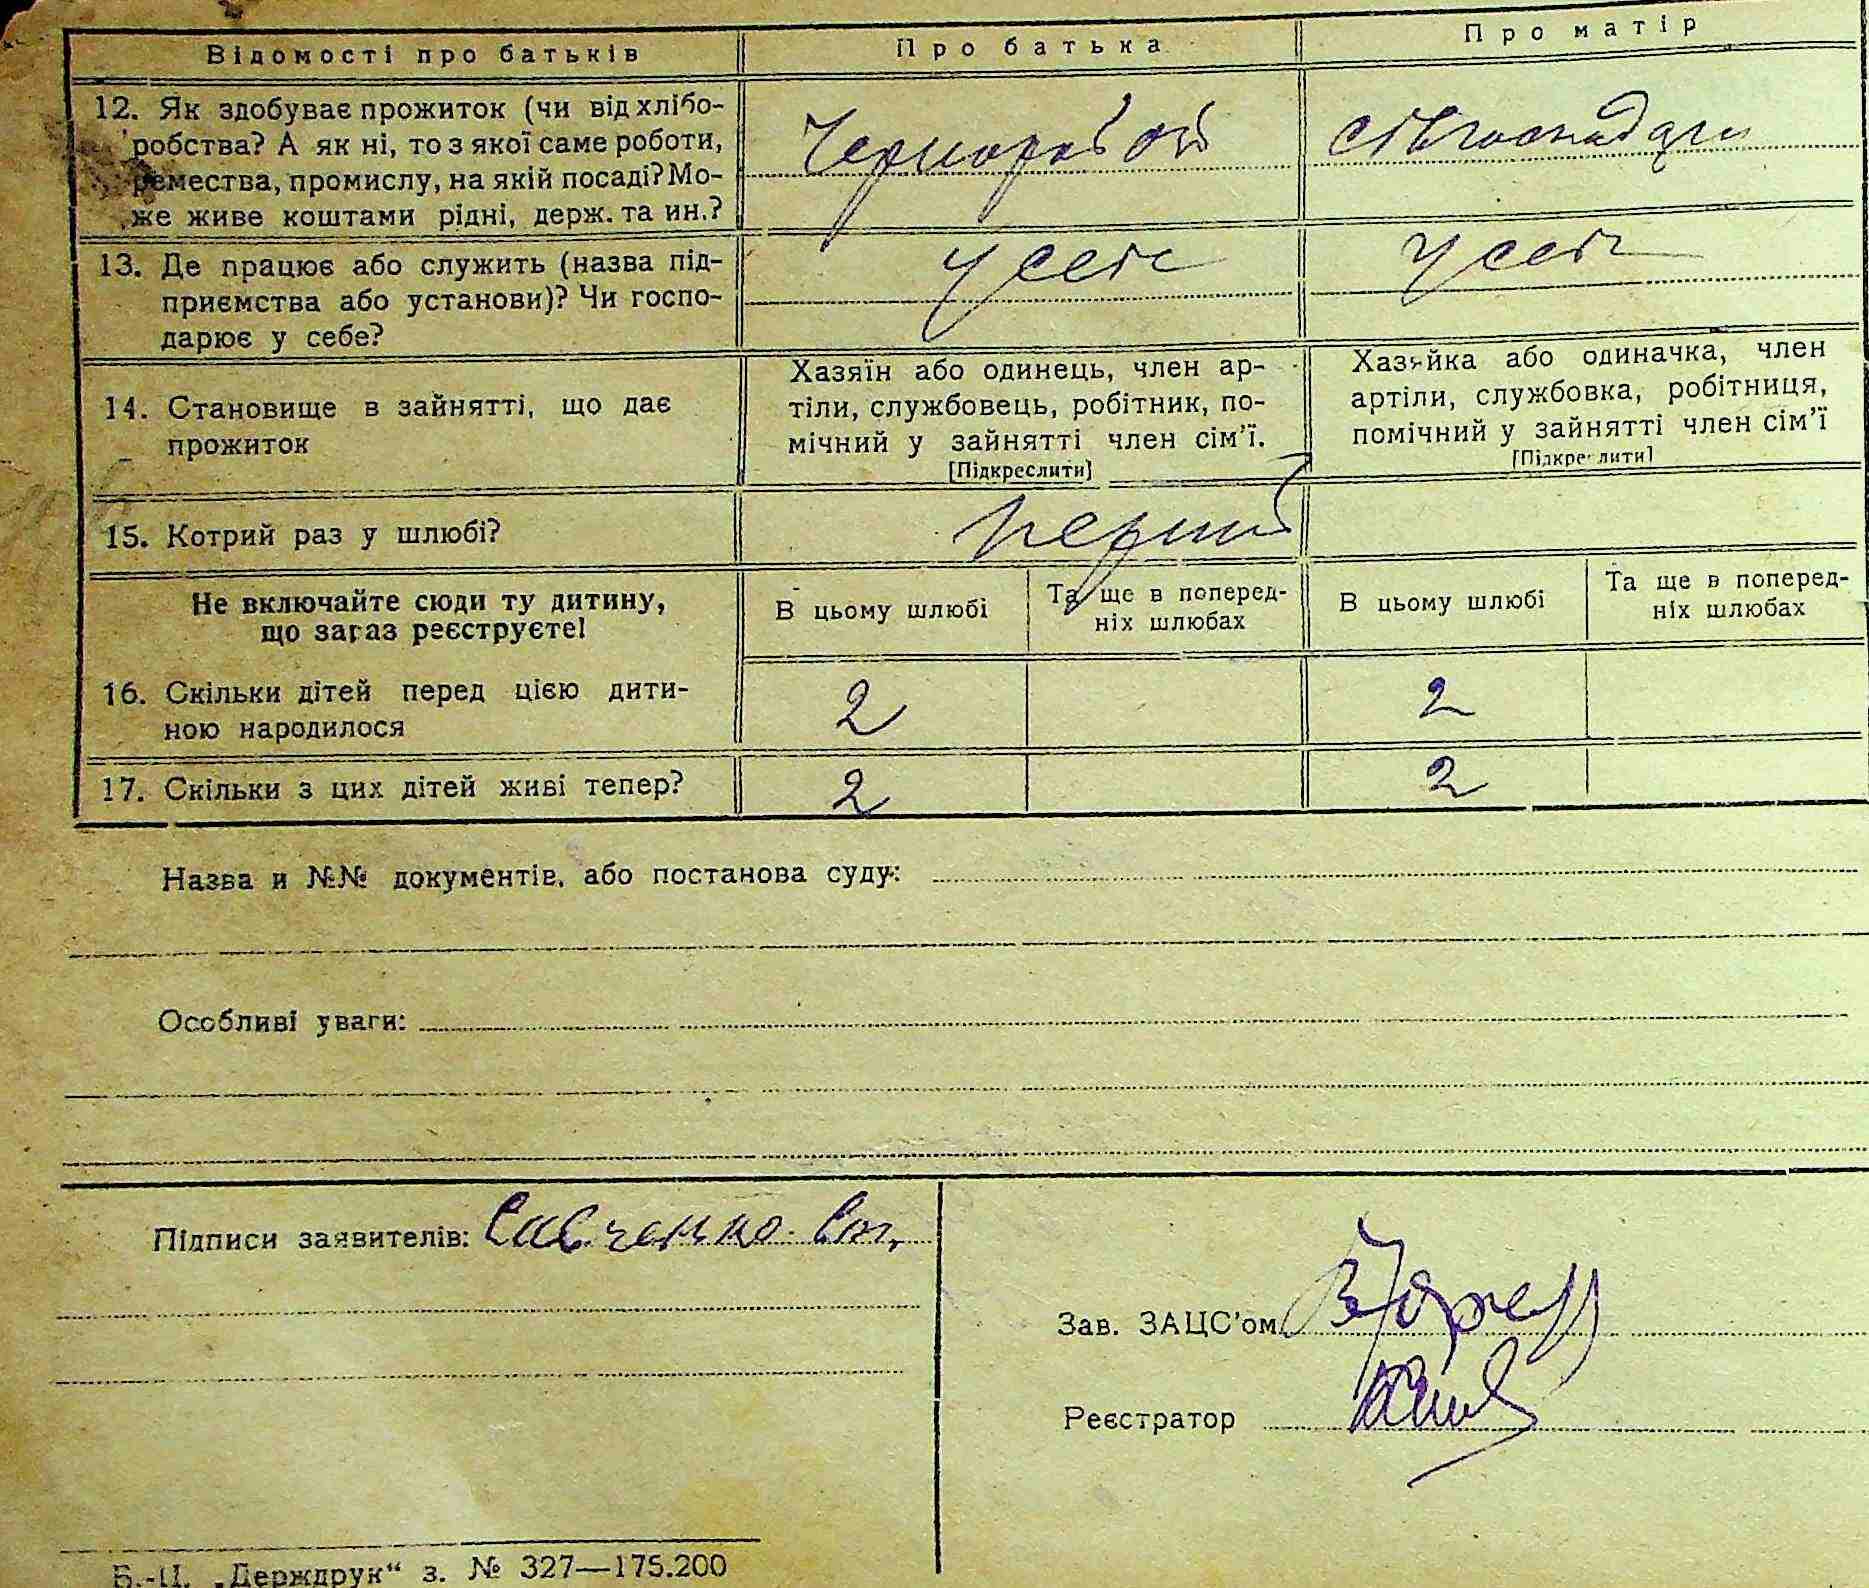 Відомості про батьків
Про батька
Про матір
12. Як здобуває прожиток (чи від хлібо-
робства? А як ні, то з якої саме роботи,
ремества, промислу, на якій посаді? Мо-
же живе коштами рідні, держ. та ин.?
Чернороб
13. Де працює або служить (назва під-
приємства або установи)? Чи госпо-
дарює у себе?
14. Становище в зайнятті, що дає
прожиток
Хазяїн або одинець, член ар-
тіли, службовець, робітник, по-
мічний у зайнятті член сім'ї.
[Підкреслити]
Хазяйка або одиначка, член
артіли, службовка, робітниця,
помічний у зайнятті член сім'ї
[Підкреслити]
15. Котрий раз у шлюбі?
перший
Не включайте сюди ту дитину,
що зараз реєструєте!
В цьому шлюбі
Та ще в поперед-
ніх шлюбах
В цьому шлюбі
Та ще в поперед-
ніх шлюбах
16. Скільки дітей перед цією дити-
ною народилося
2
2
17. Скільки з цих дітей живі тепер?
2
2
Назва и №№ документів, або постанова суду:
Особливі уваги:
Підписи заявителів: Савченко
Зав. ЗАЦС'ом
Реєстратор
Б.-Ц. „Держдрук“ з. № 327—175.200